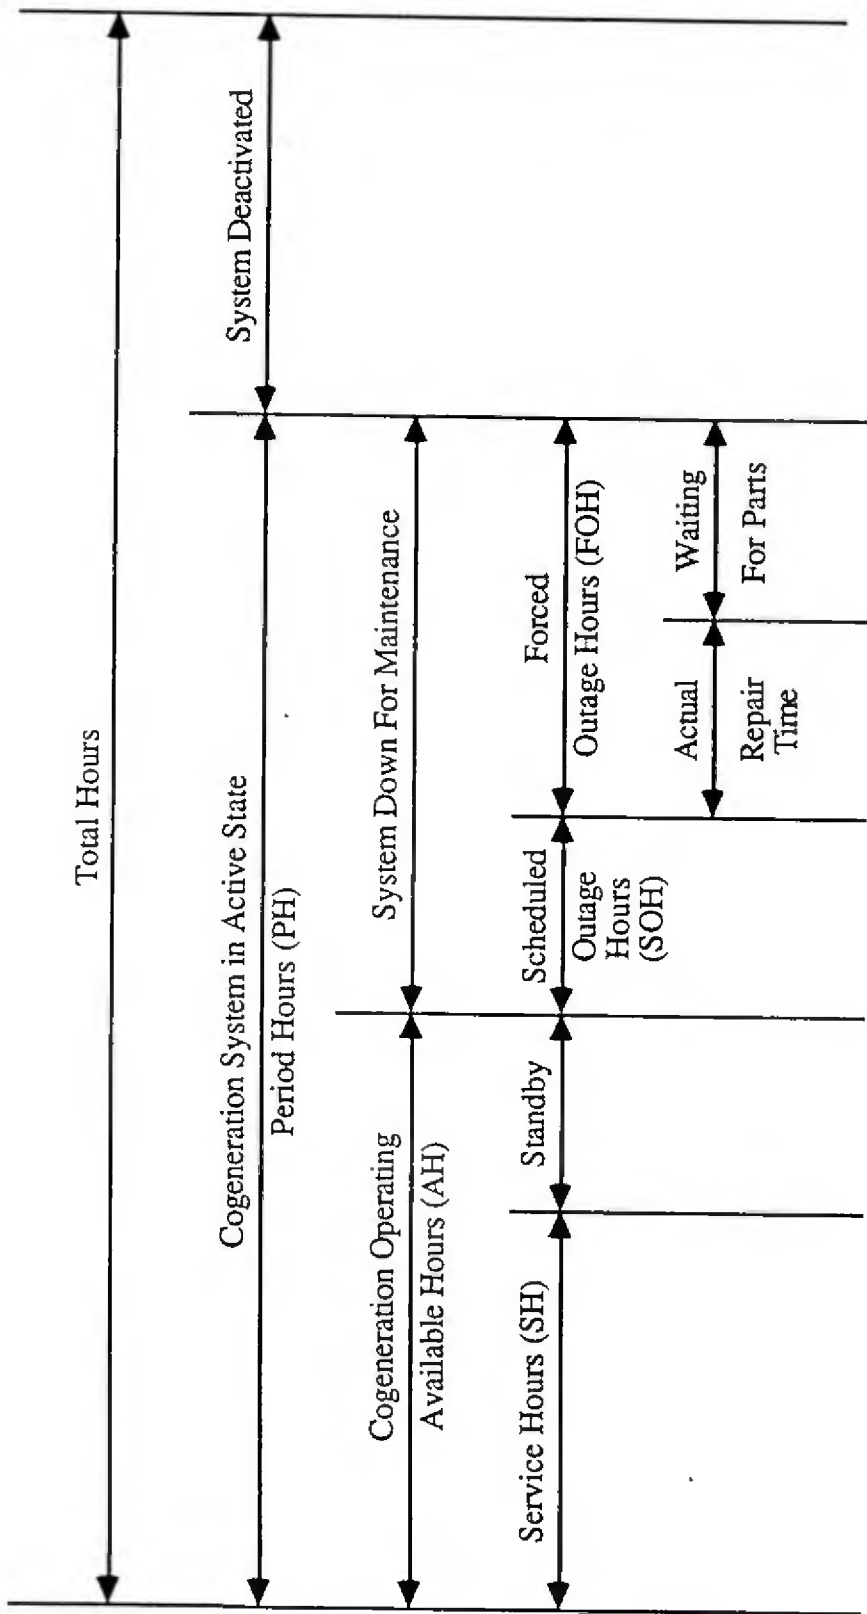 Total Hours
Cogeneration System in Active State
Period Hours (PH)
System Deactivated
Cogeneration Operating
Available Hours (AH)
System Down For Maintenance
Service Hours (SH)
Standby
Scheduled
Outage
Hours
(SOH)
Forced
Outage Hours (FOH)
Actual
Repair
Time
Waiting
For Parts